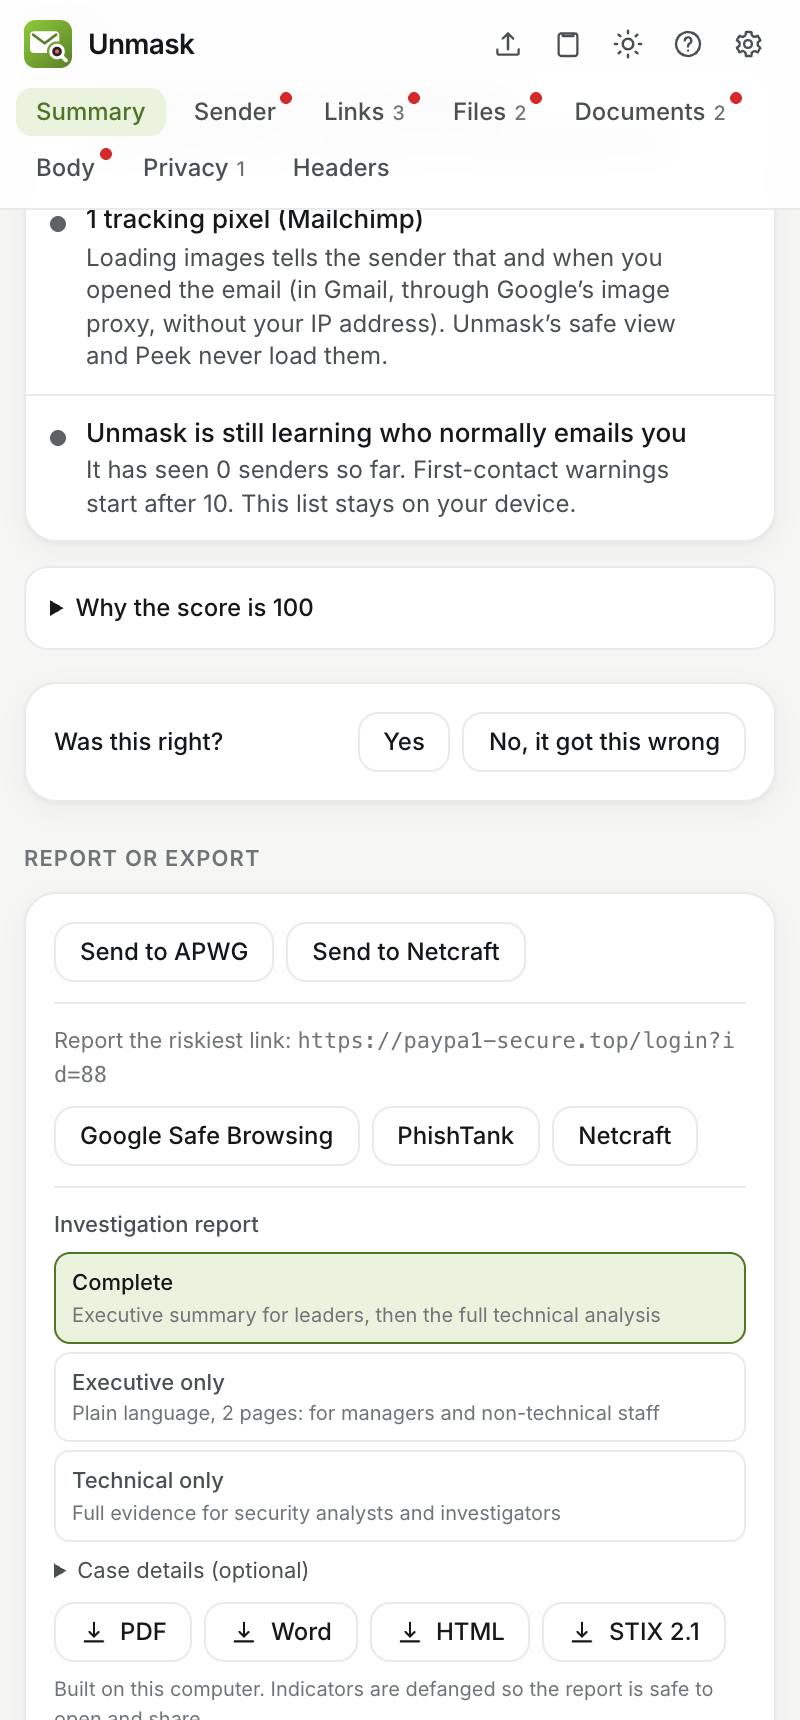 Unmask
Summary
Sender
Links 3
Files 2
Documents 2
Body
Privacy 1
Headers
1 tracking pixel (Mailchimp)
Loading images tells the sender that and when you
opened the email (in Gmail, through Google’s image
proxy, without your IP address). Unmask’s safe view
and Peek never load them.
Unmask is still learning who normally emails you
It has seen 0 senders so far. First-contact warnings
start after 10. This list stays on your device.
Why the score is 100
Was this right?
Yes
No, it got this wrong
REPORT OR EXPORT
Send to APWG
Send to Netcraft
Report the riskiest link: https://paypa1-secure.top/login?i
d=88
Google Safe Browsing
PhishTank
Netcraft
Investigation report
Complete
Executive summary for leaders, then the full technical analysis
Executive only
Plain language, 2 pages: for managers and non-technical staff
Technical only
Full evidence for security analysts and investigators
Case details (optional)
PDF
Word
HTML
STIX 2.1
Built on this computer. Indicators are defanged so the report is safe to
open and share.